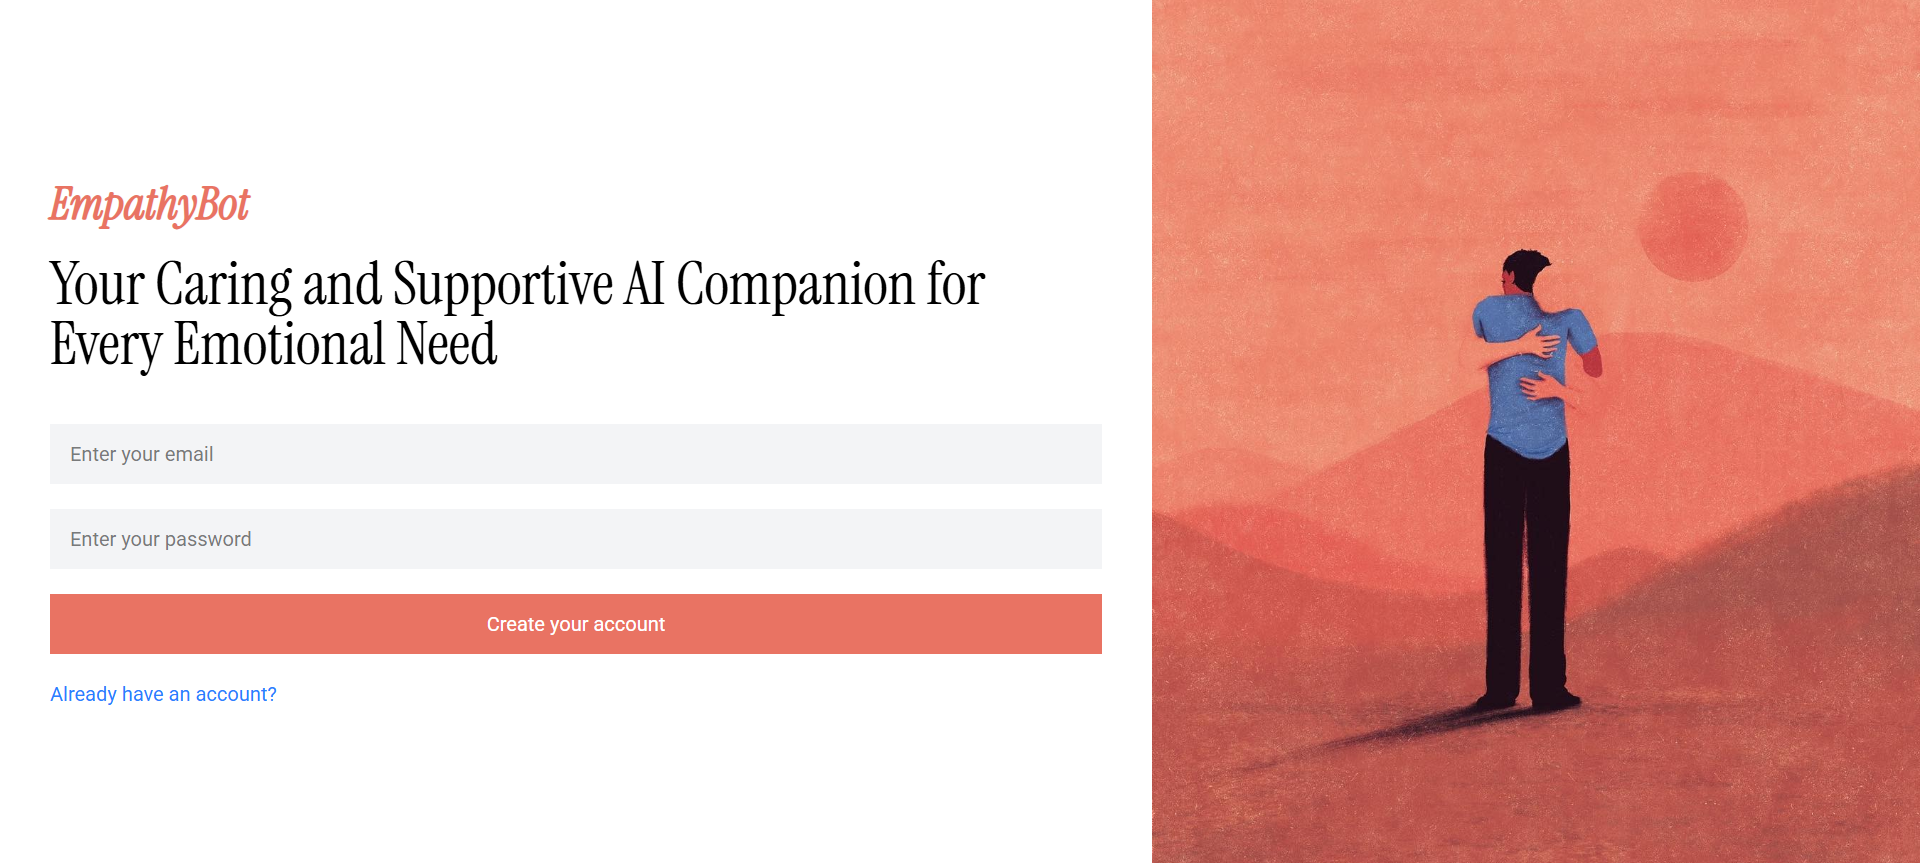 EmpathyBot
Your Caring and Supportive AI Companion for
Every Emotional Need
Enter your email
Enter your password
Create your account
Already have an account?